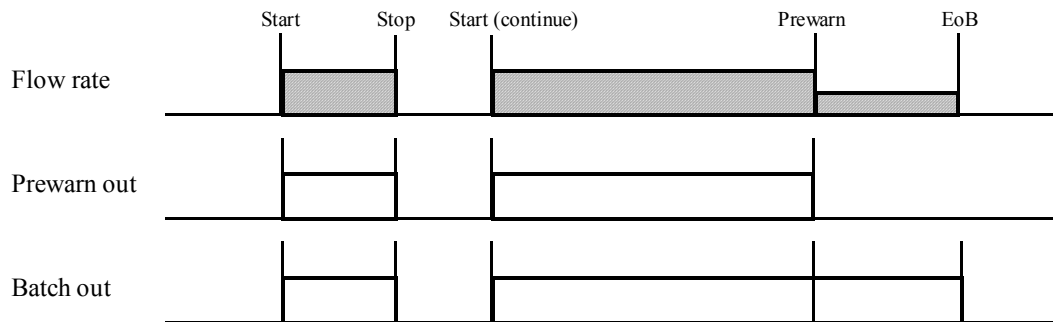 Start Stop Start (continue) Prewarn EoB
Flow rate
Prewarn out
Batch out